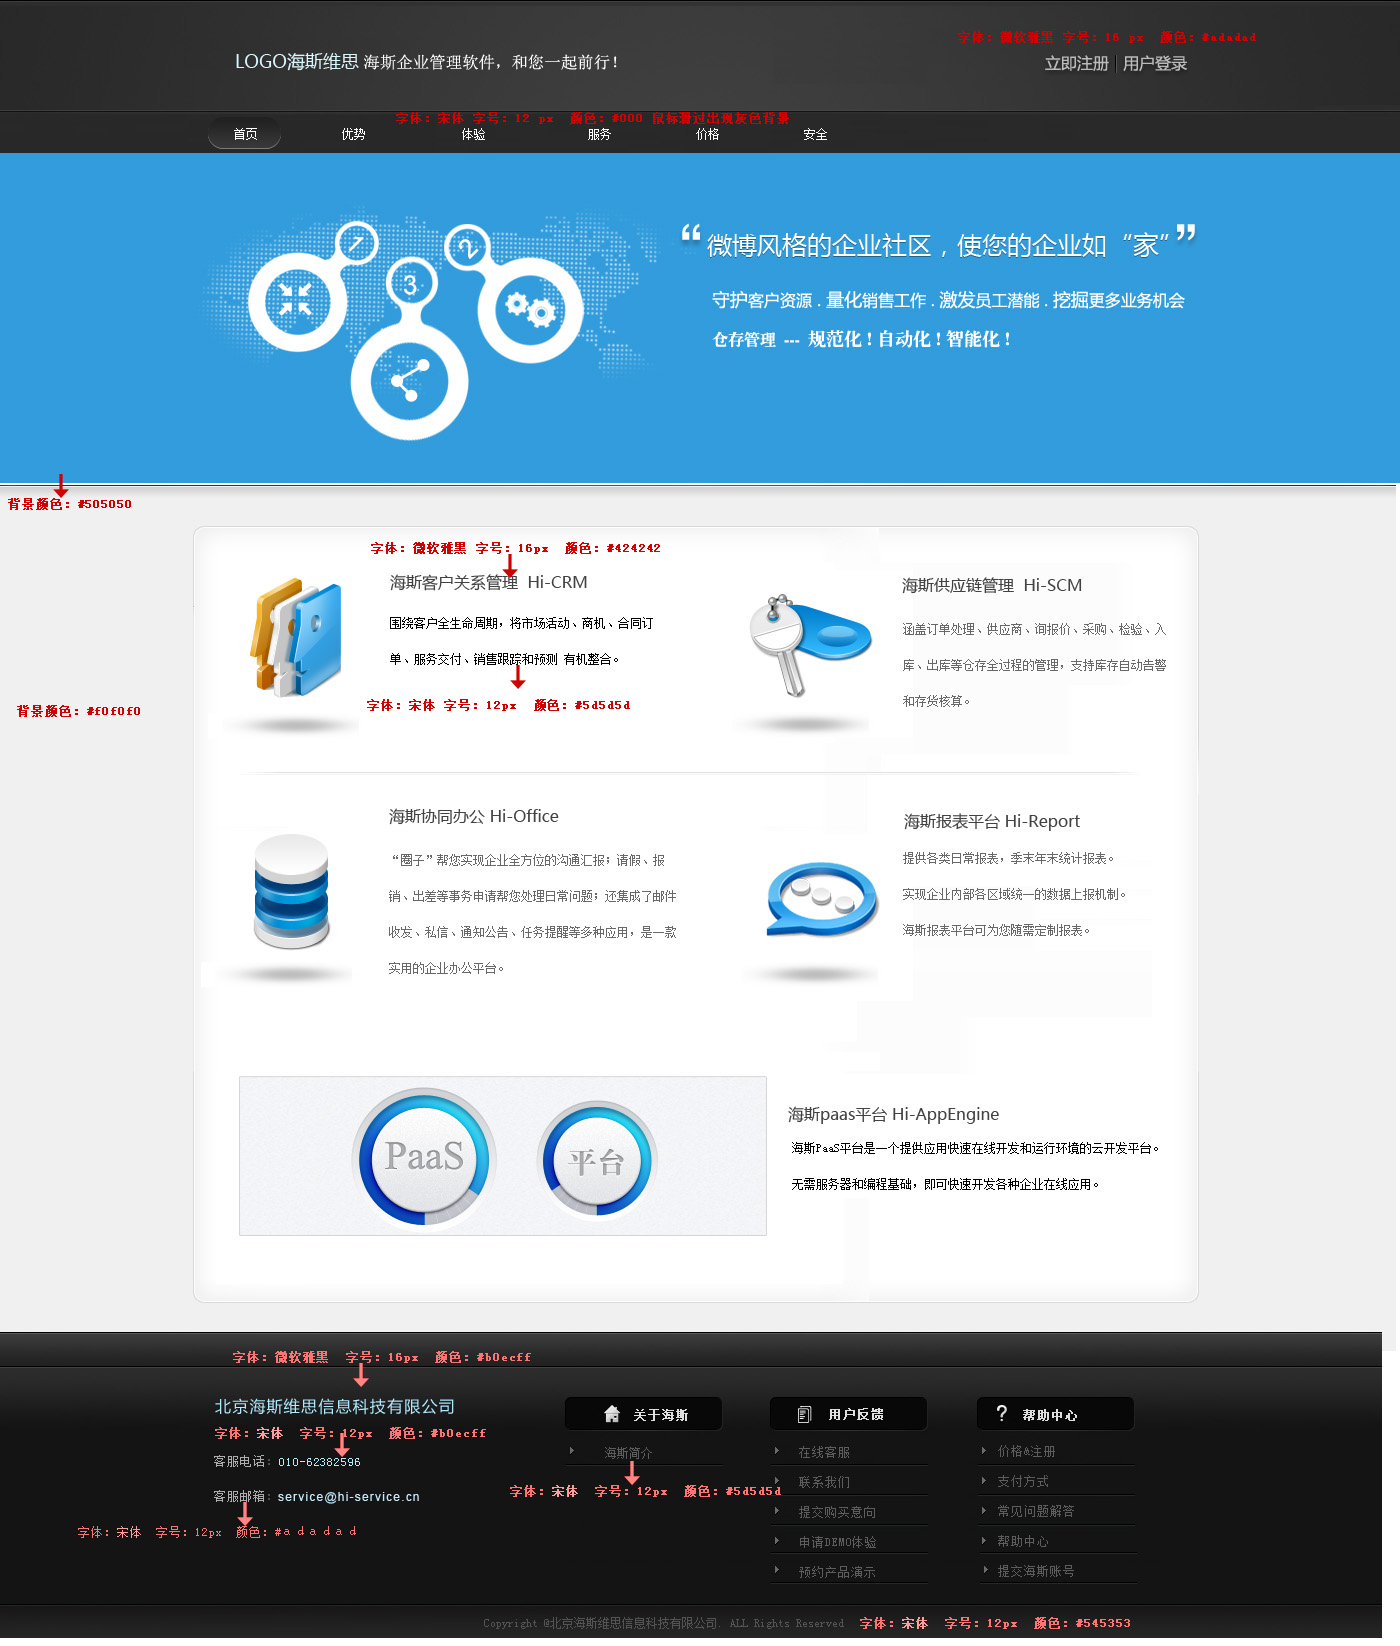 字体：微软雅黑 字号：16 px 颜色：#adadad
LOGO海斯维思 海斯企业管理软件，和您一起前行！
立即注册 | 用户登录
字体：宋体 字号：12 px 颜色：#000 鼠标滑过出现灰色背景
首页 优势 体验 服务 价格 安全
1 2 3
“微博风格的企业社区，使您的企业如“家””
守护客户资源 . 量化销售工作 . 激发员工潜能 . 挖掘更多业务机会
仓存管理 --- 规范化！自动化！智能化！
背景颜色：#505050
字体：微软雅黑 字号：16px 颜色：#424242
海斯客户关系管理 Hi-CRM
围绕客户全生命周期，将市场活动、商机、合同订
单、服务交付、销售跟踪和预测 有机整合。
字体：宋体 字号：12px 颜色：#5d5d5d
海斯供应链管理 Hi-SCM
涵盖订单处理、供应商、询报价、采购、检验、入
库、出库等仓存全过程的管理，支持库存自动告警
和存货核算。
背景颜色：#f0f0f0
海斯协同办公 Hi-Office
“圈子”帮您实现企业全方位的沟通汇报；请假、报
销、出差等事务申请帮您处理日常问题；还集成了邮件
收发、私信、通知公告、任务提醒等多种应用，是一款
实用的企业办公平台。
海斯报表平台 Hi-Report
提供各类日常报表，季末年末统计报表。
实现企业内部各区域统一的数据上报机制。
海斯报表平台可为您随需定制报表。
PaaS 平台
海斯paas平台 Hi-AppEngine
海斯PaaS平台是一个提供应用快速在线开发和运行环境的云开发平台。
无需服务器和编程基础，即可快速开发各种企业在线应用。
字体：微软雅黑 字号：16px 颜色：#b0ecff
北京海斯维思信息科技有限公司
字体：宋体 字号：12px 颜色：#b0ecff
客服电话：010-62382596
客服邮箱：service@hi-service.cn
字体：宋体 字号：12px 颜色：#adadad
关于海斯
海斯简介
字体：宋体 字号：12px 颜色：#5d5d5d
用户反馈
在线客服
联系我们
提交购买意向
申请DEMO体验
预约产品演示
帮助中心
价格&注册
支付方式
常见问题解答
帮助中心
提交海斯账号
Copyright @北京海斯维思信息科技有限公司. ALL Rights Reserved
字体：宋体 字号：12px 颜色：#545353